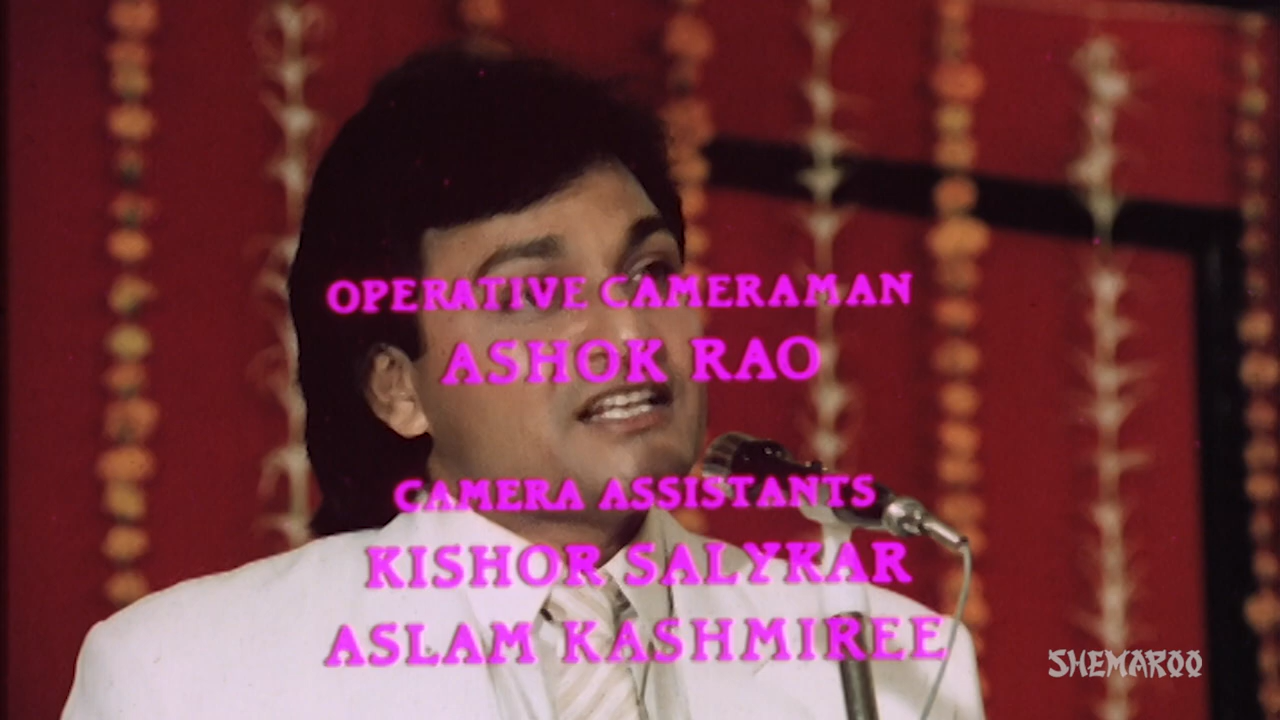 OPERATIVE CAMERAMAN
ASHOK RAO
CAMERA ASSISTANTS
KISHOR SALYKAR
ASLAM KASHMIREE
SHEMAROO